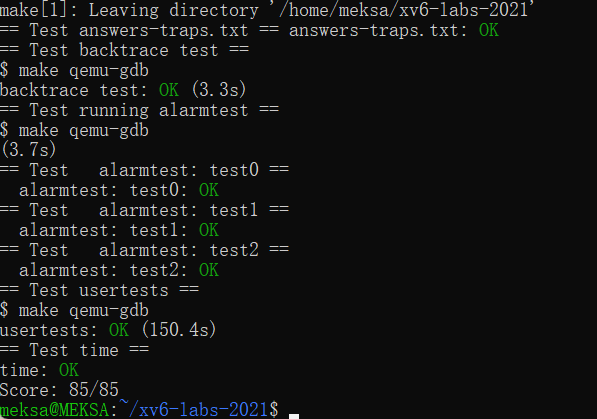 make[1]: Leaving directory '/home/meksa/xv6-labs-2021'
== Test answers-traps.txt == answers-traps.txt: OK
== Test backtrace test ==
$ make qemu-gdb
backtrace test: OK (3.3s)
== Test running alarmtest ==
$ make qemu-gdb
(3.7s)
== Test   alarmtest: test0 ==
  alarmtest: test0: OK
== Test   alarmtest: test1 ==
  alarmtest: test1: OK
== Test   alarmtest: test2 ==
  alarmtest: test2: OK
== Test usertests ==
$ make qemu-gdb
usertests: OK (150.4s)
== Test time ==
time: OK
Score: 85/85
meksa@MEKSA:~/xv6-labs-2021$